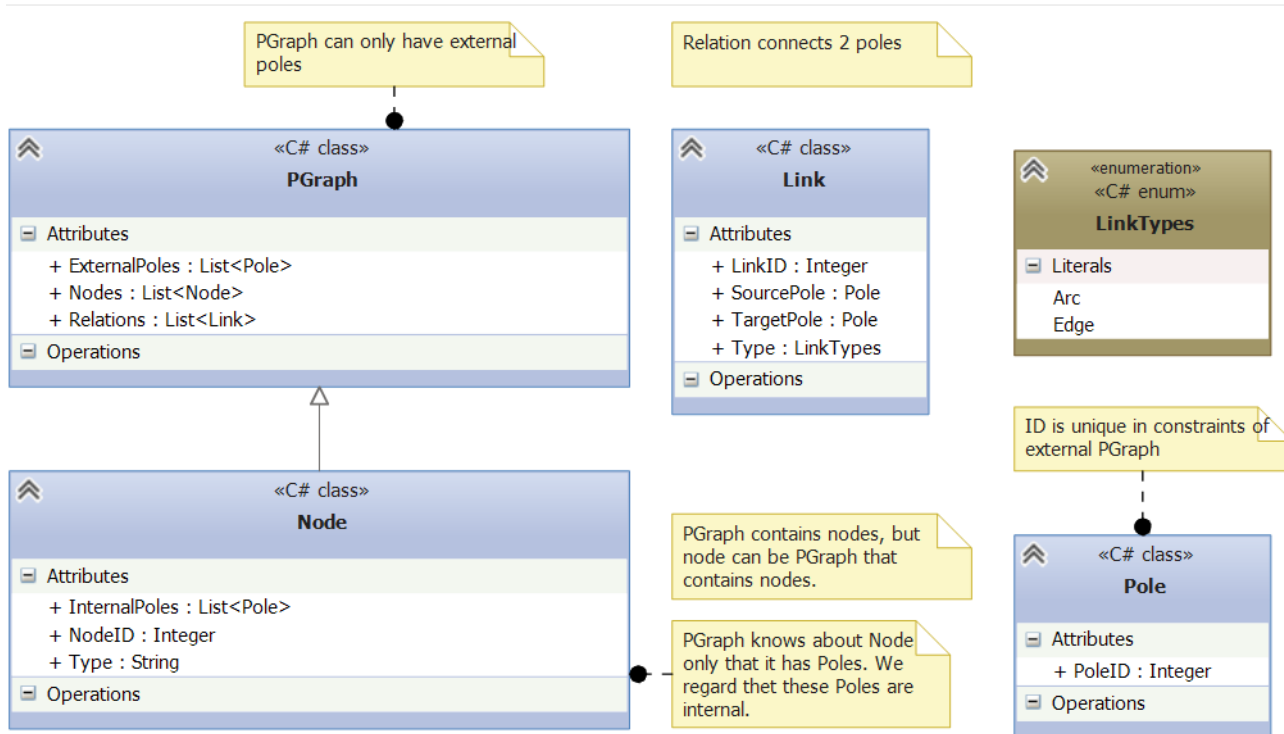 PGraph can only have external
poles
Relation connects 2 poles
«C# class»
PGraph
Attributes
+ ExternalPoles : List<Pole>
+ Nodes : List<Node>
+ Relations : List<Link>
Operations
«C# class»
Link
Attributes
+ LinkID : Integer
+ SourcePole : Pole
+ TargetPole : Pole
+ Type : LinkTypes
Operations
«enumeration»
«C# enum»
LinkTypes
Literals
Arc
Edge
ID is unique in constraints of
external PGraph
«C# class»
Node
Attributes
+ InternalPoles : List<Pole>
+ NodeID : Integer
+ Type : String
Operations
PGraph contains nodes, but
node can be PGraph that
contains nodes.
PGraph knows about Node
only that it has Poles. We
regard thet these Poles are
internal.
«C# class»
Pole
Attributes
+ PoleID : Integer
Operations